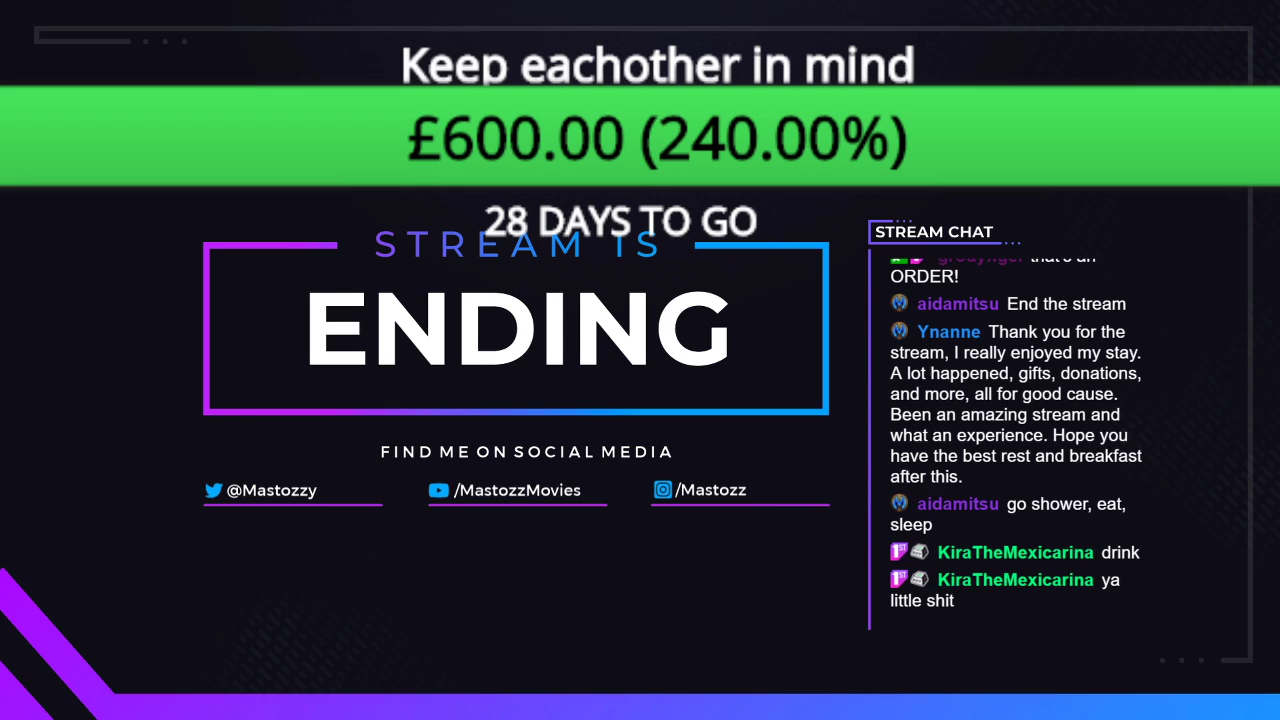 Keep eachother in mind
£600.00 (240.00%)
28 DAYS TO GO
STREAM IS
ENDING
FIND ME ON SOCIAL MEDIA
@Mastozzy
/MastozzMovies
/Mastozz
STREAM CHAT
that's an
ORDER!
aidamitsu End the stream
Ynanne Thank you for the
stream, I really enjoyed my stay.
A lot happened, gifts, donations,
and more, all for good cause.
Been an amazing stream and
what an experience. Hope you
have the best rest and breakfast
after this.
aidamitsu go shower, eat,
sleep
1ST KiraTheMexicarina drink
1ST KiraTheMexicarina ya
little shit